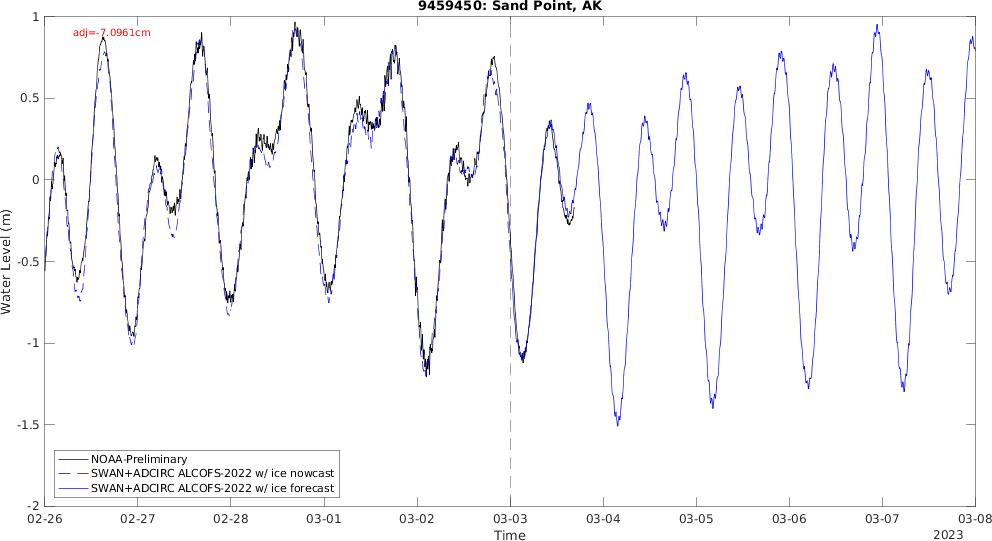 9459450: Sand Point, AK
adj=-7.0961cm
1
0.5
0
-0.5
-1
-1.5
-2
Water Level (m)
NOAA-Preliminary
SWAN+ADCIRC ALCOFS-2022 w/ ice nowcast
SWAN+ADCIRC ALCOFS-2022 w/ ice forecast
02-26 02-27 02-28 03-01 03-02 03-03 03-04 03-05 03-06 03-07 03-08
Time
2023